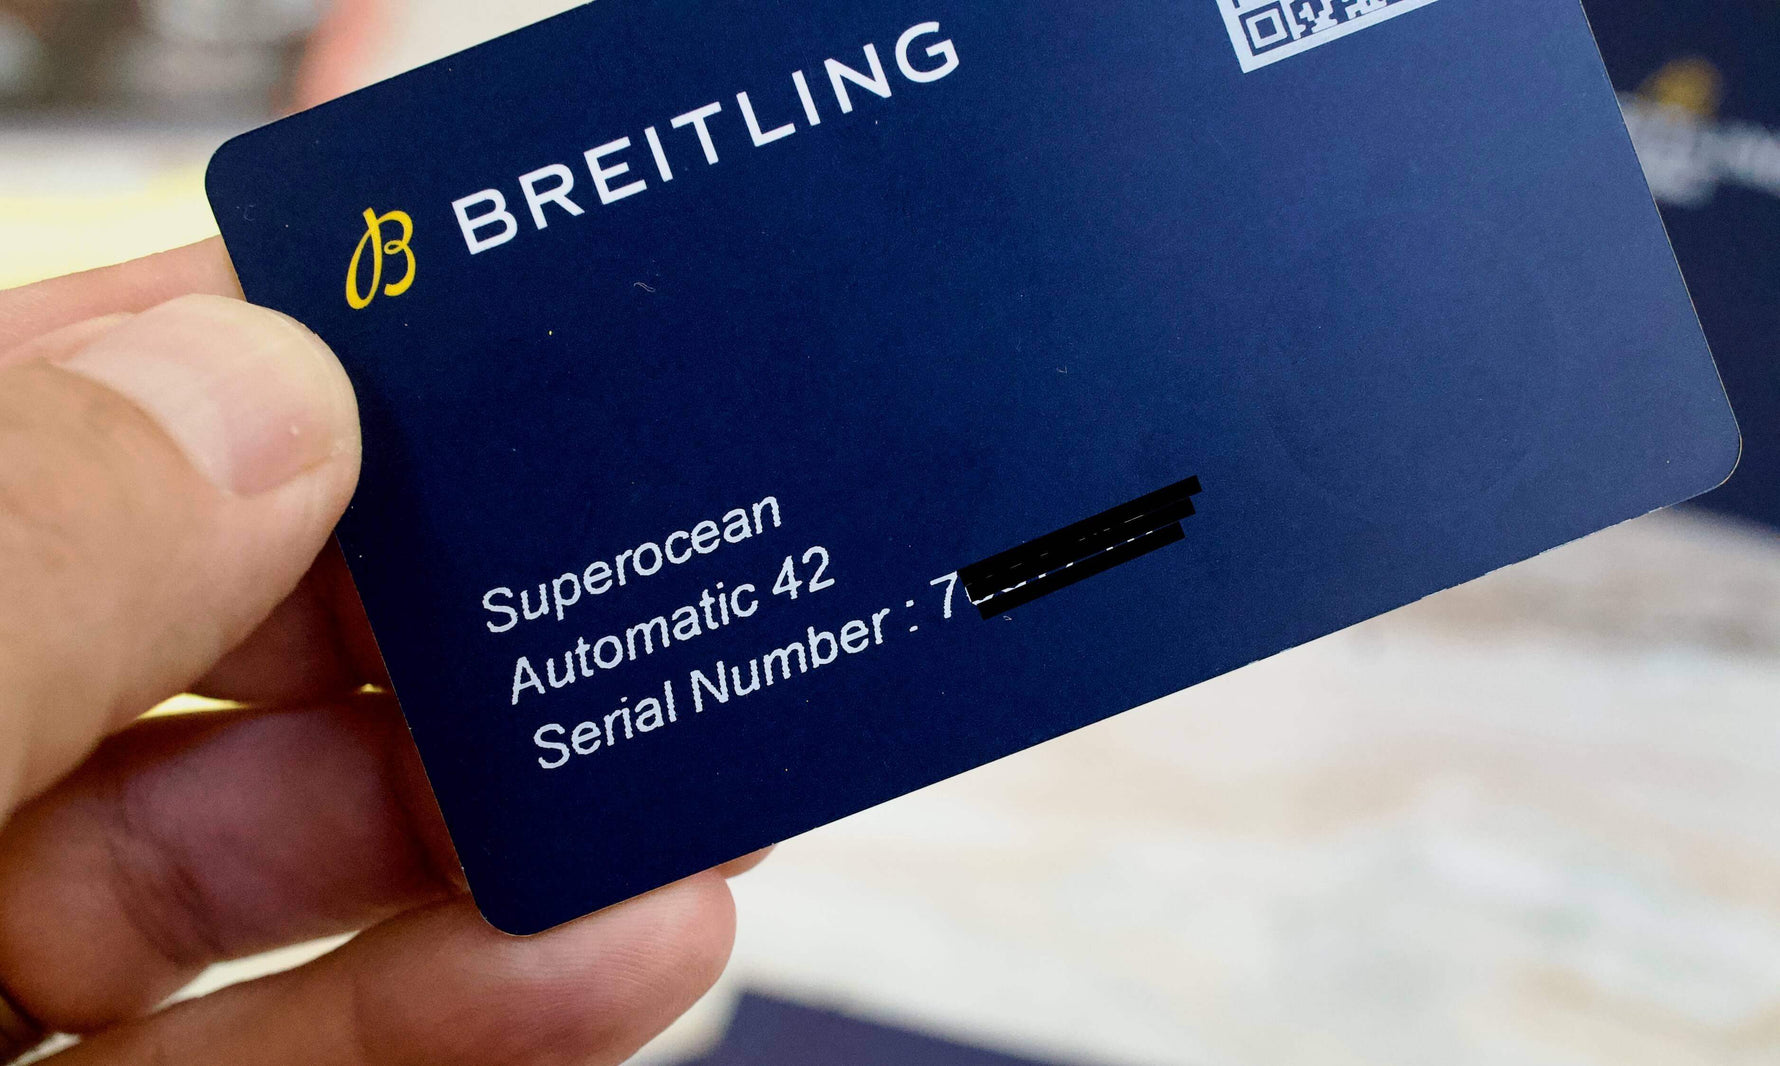 BREITLING
Superocean
Automatic 42
Serial Number : 7